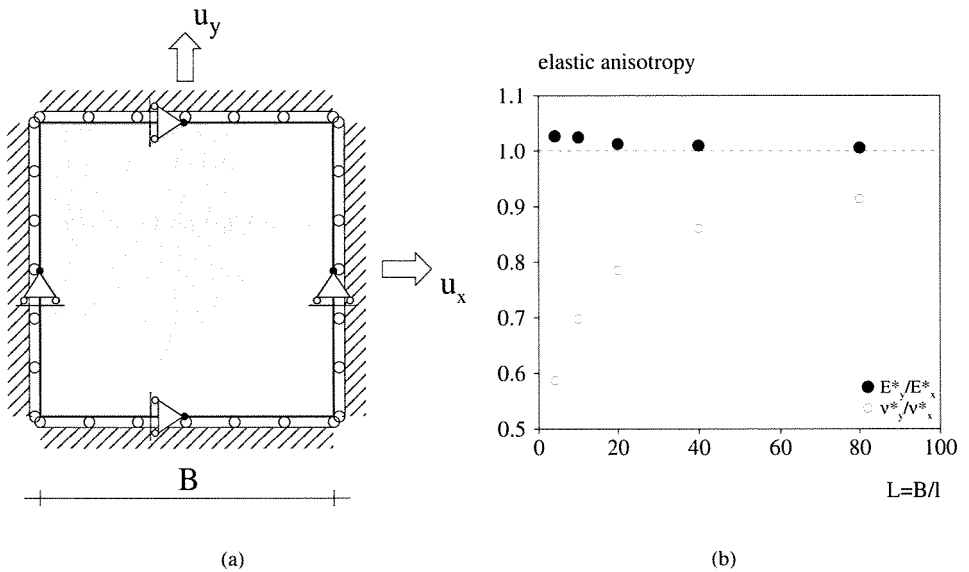 u_y
u_x
B
(a)
elastic anisotropy
1.1
1.0
0.9
0.8
0.7
0.6
0.5
0
20
40
60
80
100
E*_y/E*_x
ν*_y/ν*_x
L=B/l
(b)